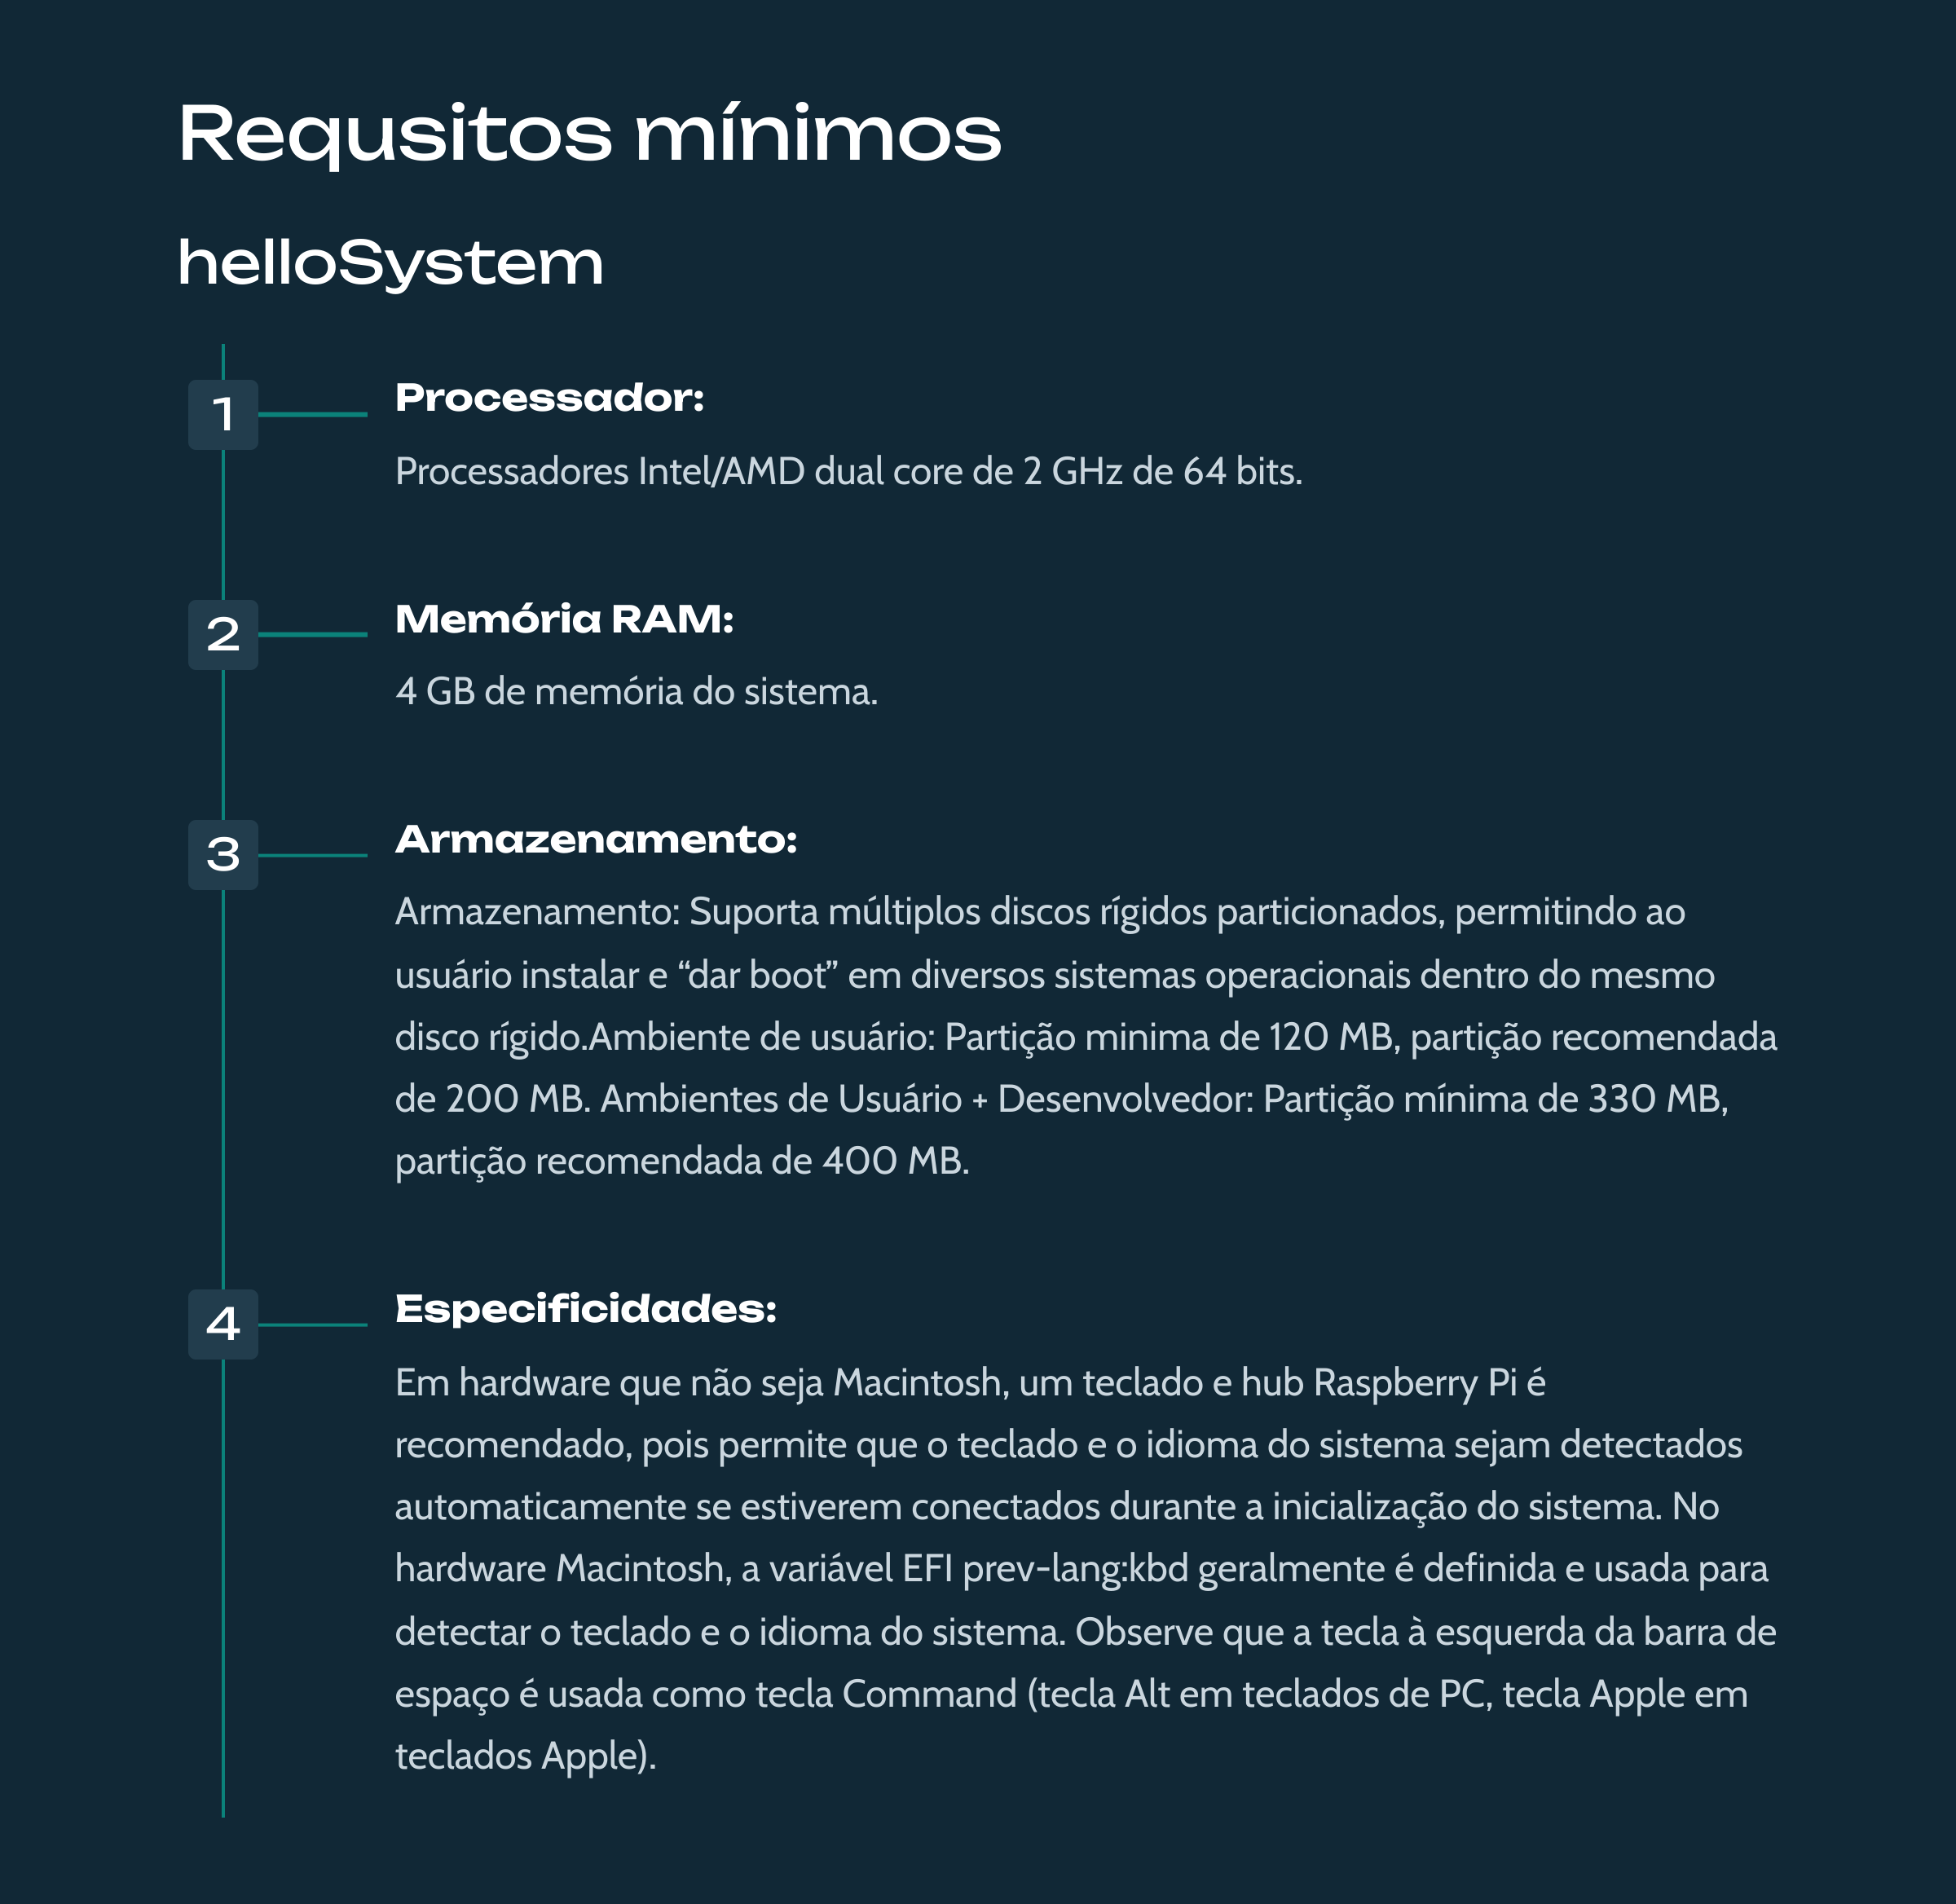 Requsitos mínimos
helloSystem
1
Processador:
Processadores Intel/AMD dual core de 2 GHz de 64 bits.
2
Memória RAM:
4 GB de memória do sistema.
3
Armazenamento:
Armazenamento: Suporta múltiplos discos rígidos particionados, permitindo ao
usuário instalar e “dar boot” em diversos sistemas operacionais dentro do mesmo
disco rígido.Ambiente de usuário: Partição minima de 120 MB, partição recomendada
de 200 MB. Ambientes de Usuário + Desenvolvedor: Partição mínima de 330 MB,
partição recomendada de 400 MB.
4
Especificidades:
Em hardware que não seja Macintosh, um teclado e hub Raspberry Pi é
recomendado, pois permite que o teclado e o idioma do sistema sejam detectados
automaticamente se estiverem conectados durante a inicialização do sistema. No
hardware Macintosh, a variável EFI prev-lang:kbd geralmente é definida e usada para
detectar o teclado e o idioma do sistema. Observe que a tecla à esquerda da barra de
espaço é usada como tecla Command (tecla Alt em teclados de PC, tecla Apple em
teclados Apple).